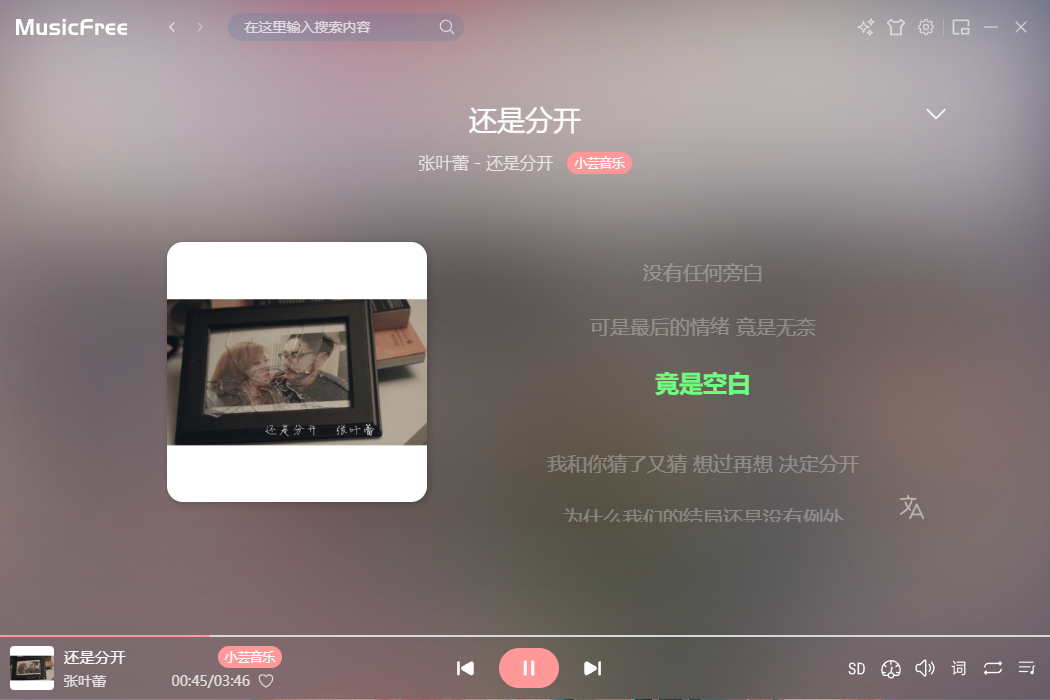 MusicFree
在这里输入搜索内容
还是分开
张叶蕾 - 还是分开 小芸音乐
没有任何旁白
可是最后的情绪 竟是无奈
竟是空白
还是分开 张叶蕾
我和你猜了又猜 想过再想 决定分开
为什么我们的结局还是没有例外
还是分开 小芸音乐
张叶蕾 00:45/03:46
SD 词